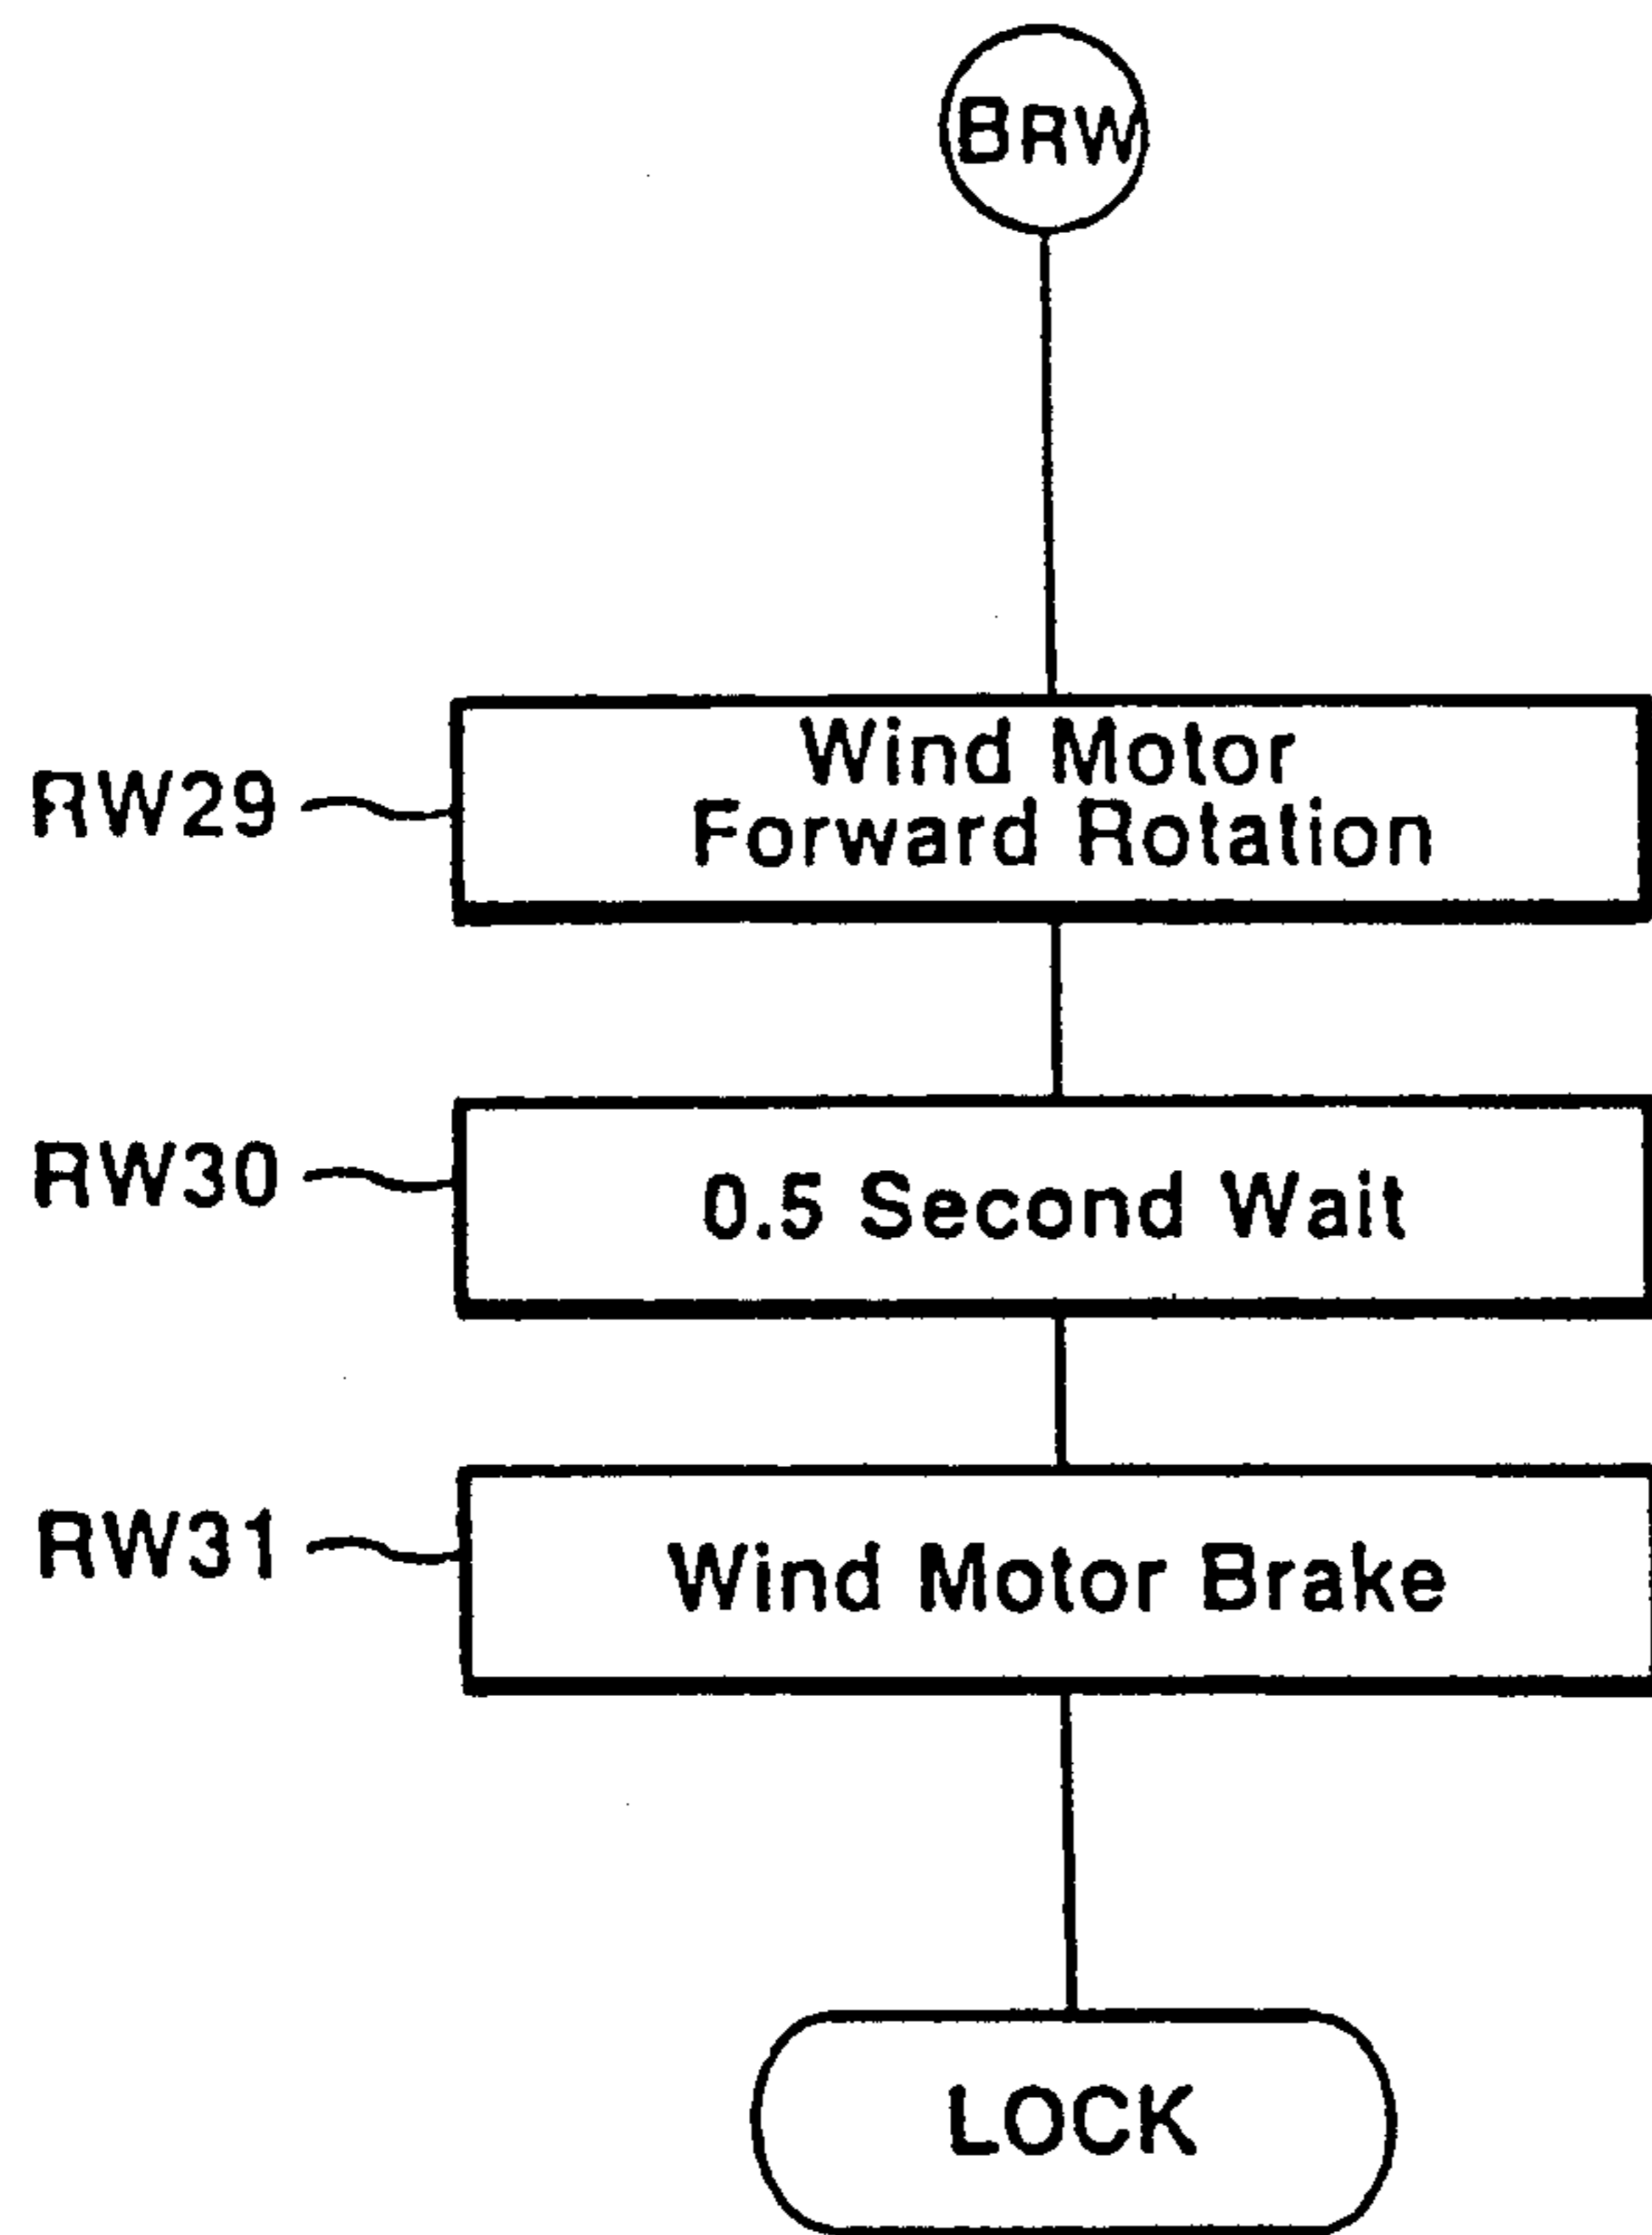 BRW
RW29
Wind Motor
Forward Rotation
RW30
0.5 Second Wait
RW31
Wind Motor Brake
LOCK